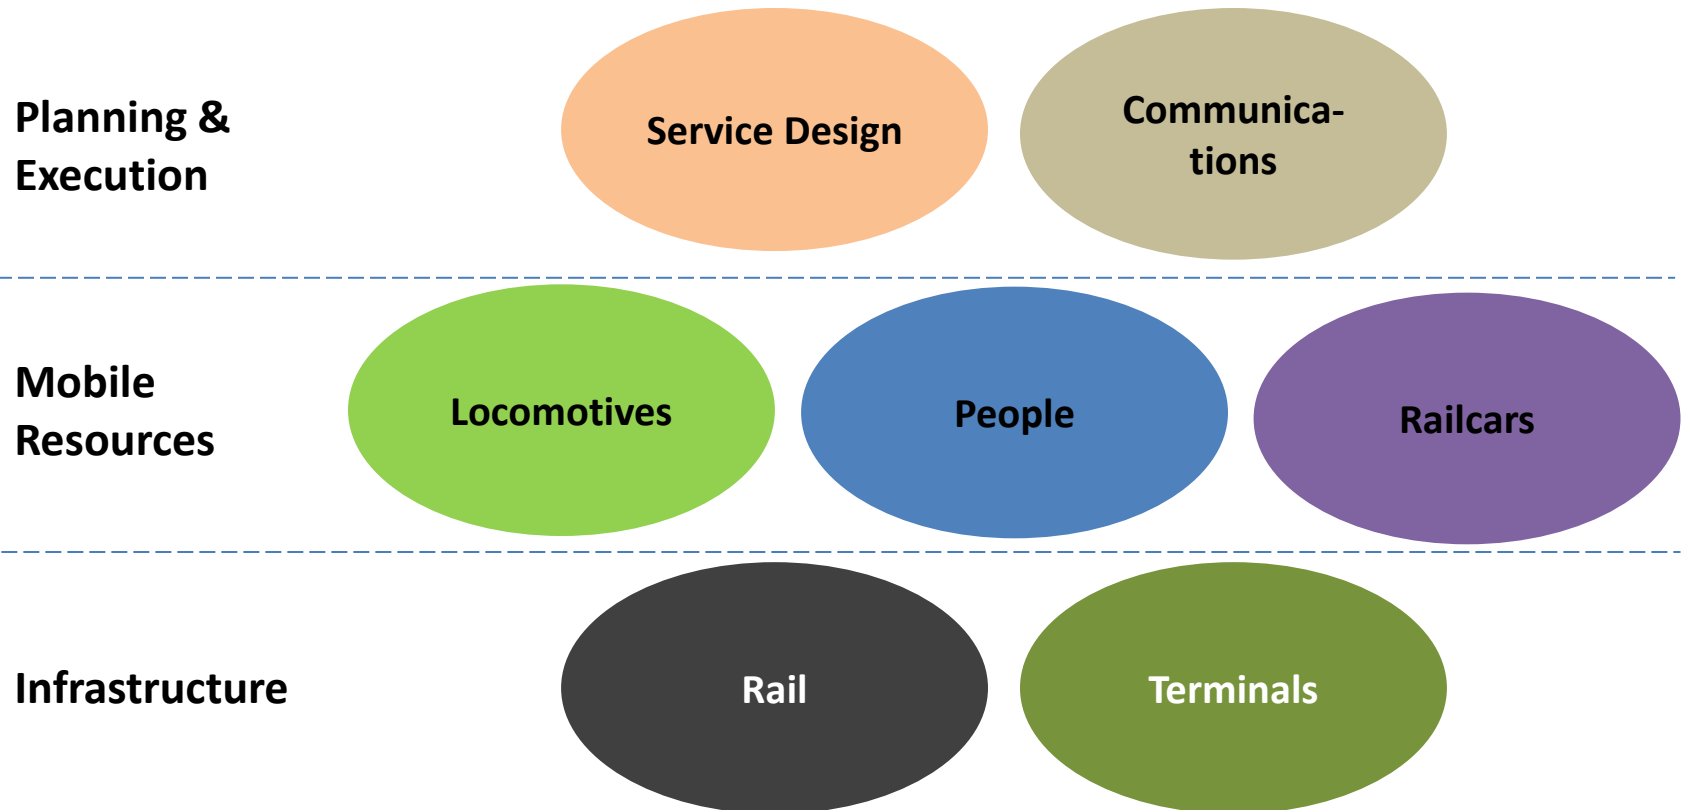 Planning &
Execution
Service Design
Communica-
tions
Mobile
Resources
Locomotives
People
Railcars
Infrastructure
Rail
Terminals